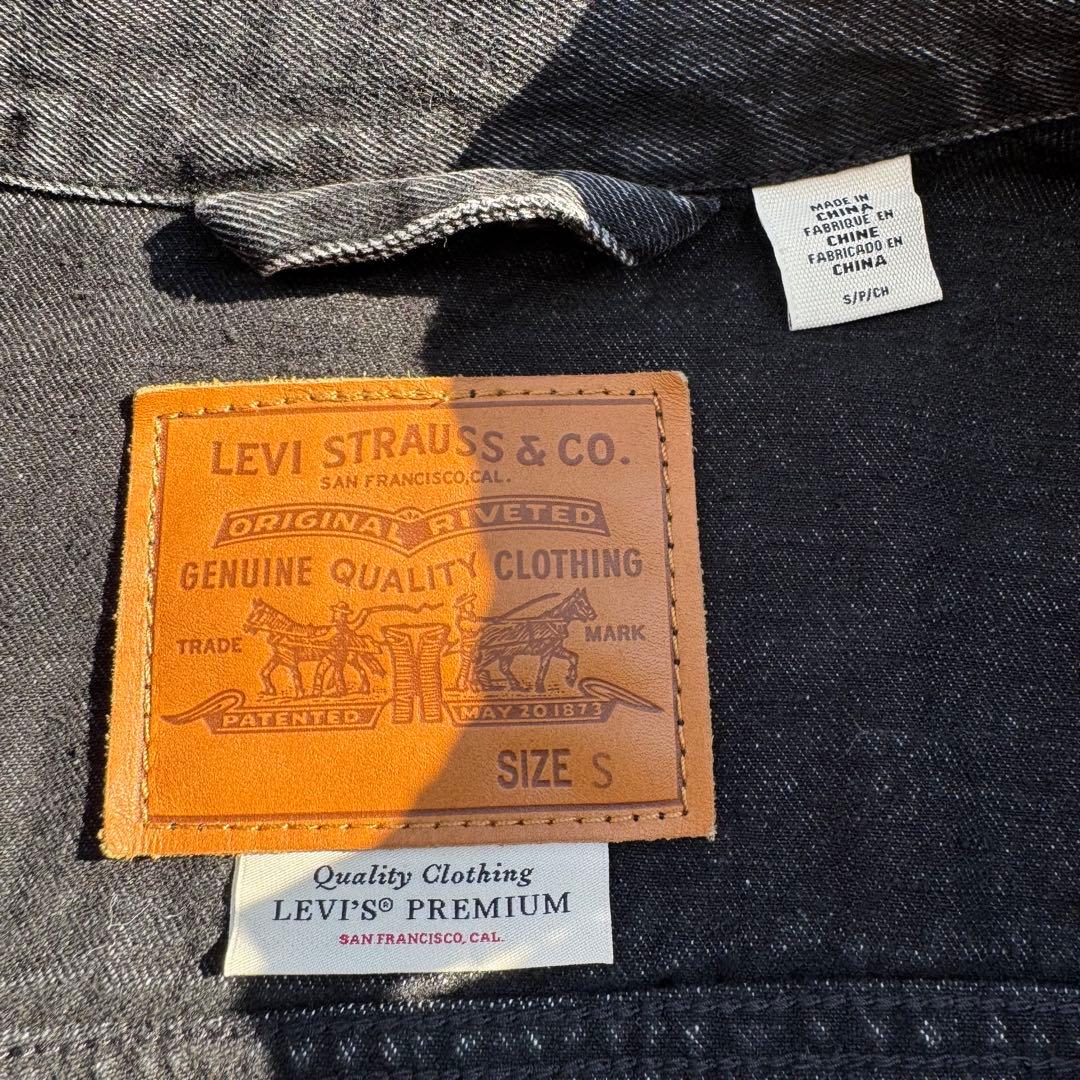 MADE IN
CHINA
FABRIQUÉ EN
CHINE
FABRICADO EN
CHINA
S/P/CH
LEVI STRAUSS & CO.
SAN FRANCISCO, CAL.
ORIGINAL RIVETED
GENUINE QUALITY CLOTHING
TRADE MARK
PATENTED MAY 20 1873
SIZE S
Quality Clothing
LEVI'S® PREMIUM
SAN FRANCISCO, CAL.